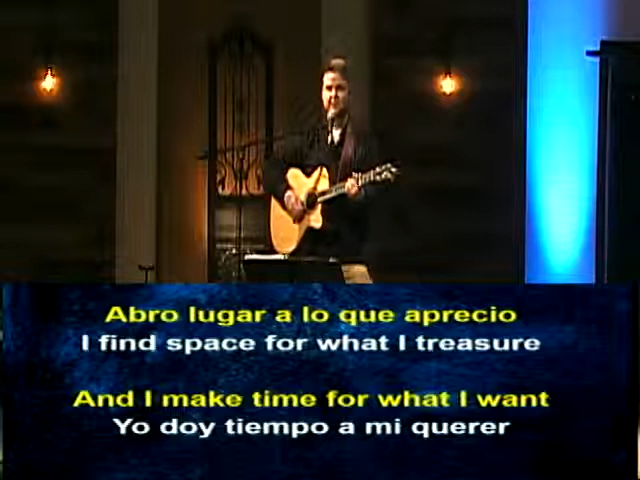 Abro lugar a lo que aprecio
I find space for what I treasure
And I make time for what I want
Yo doy tiempo a mi querer